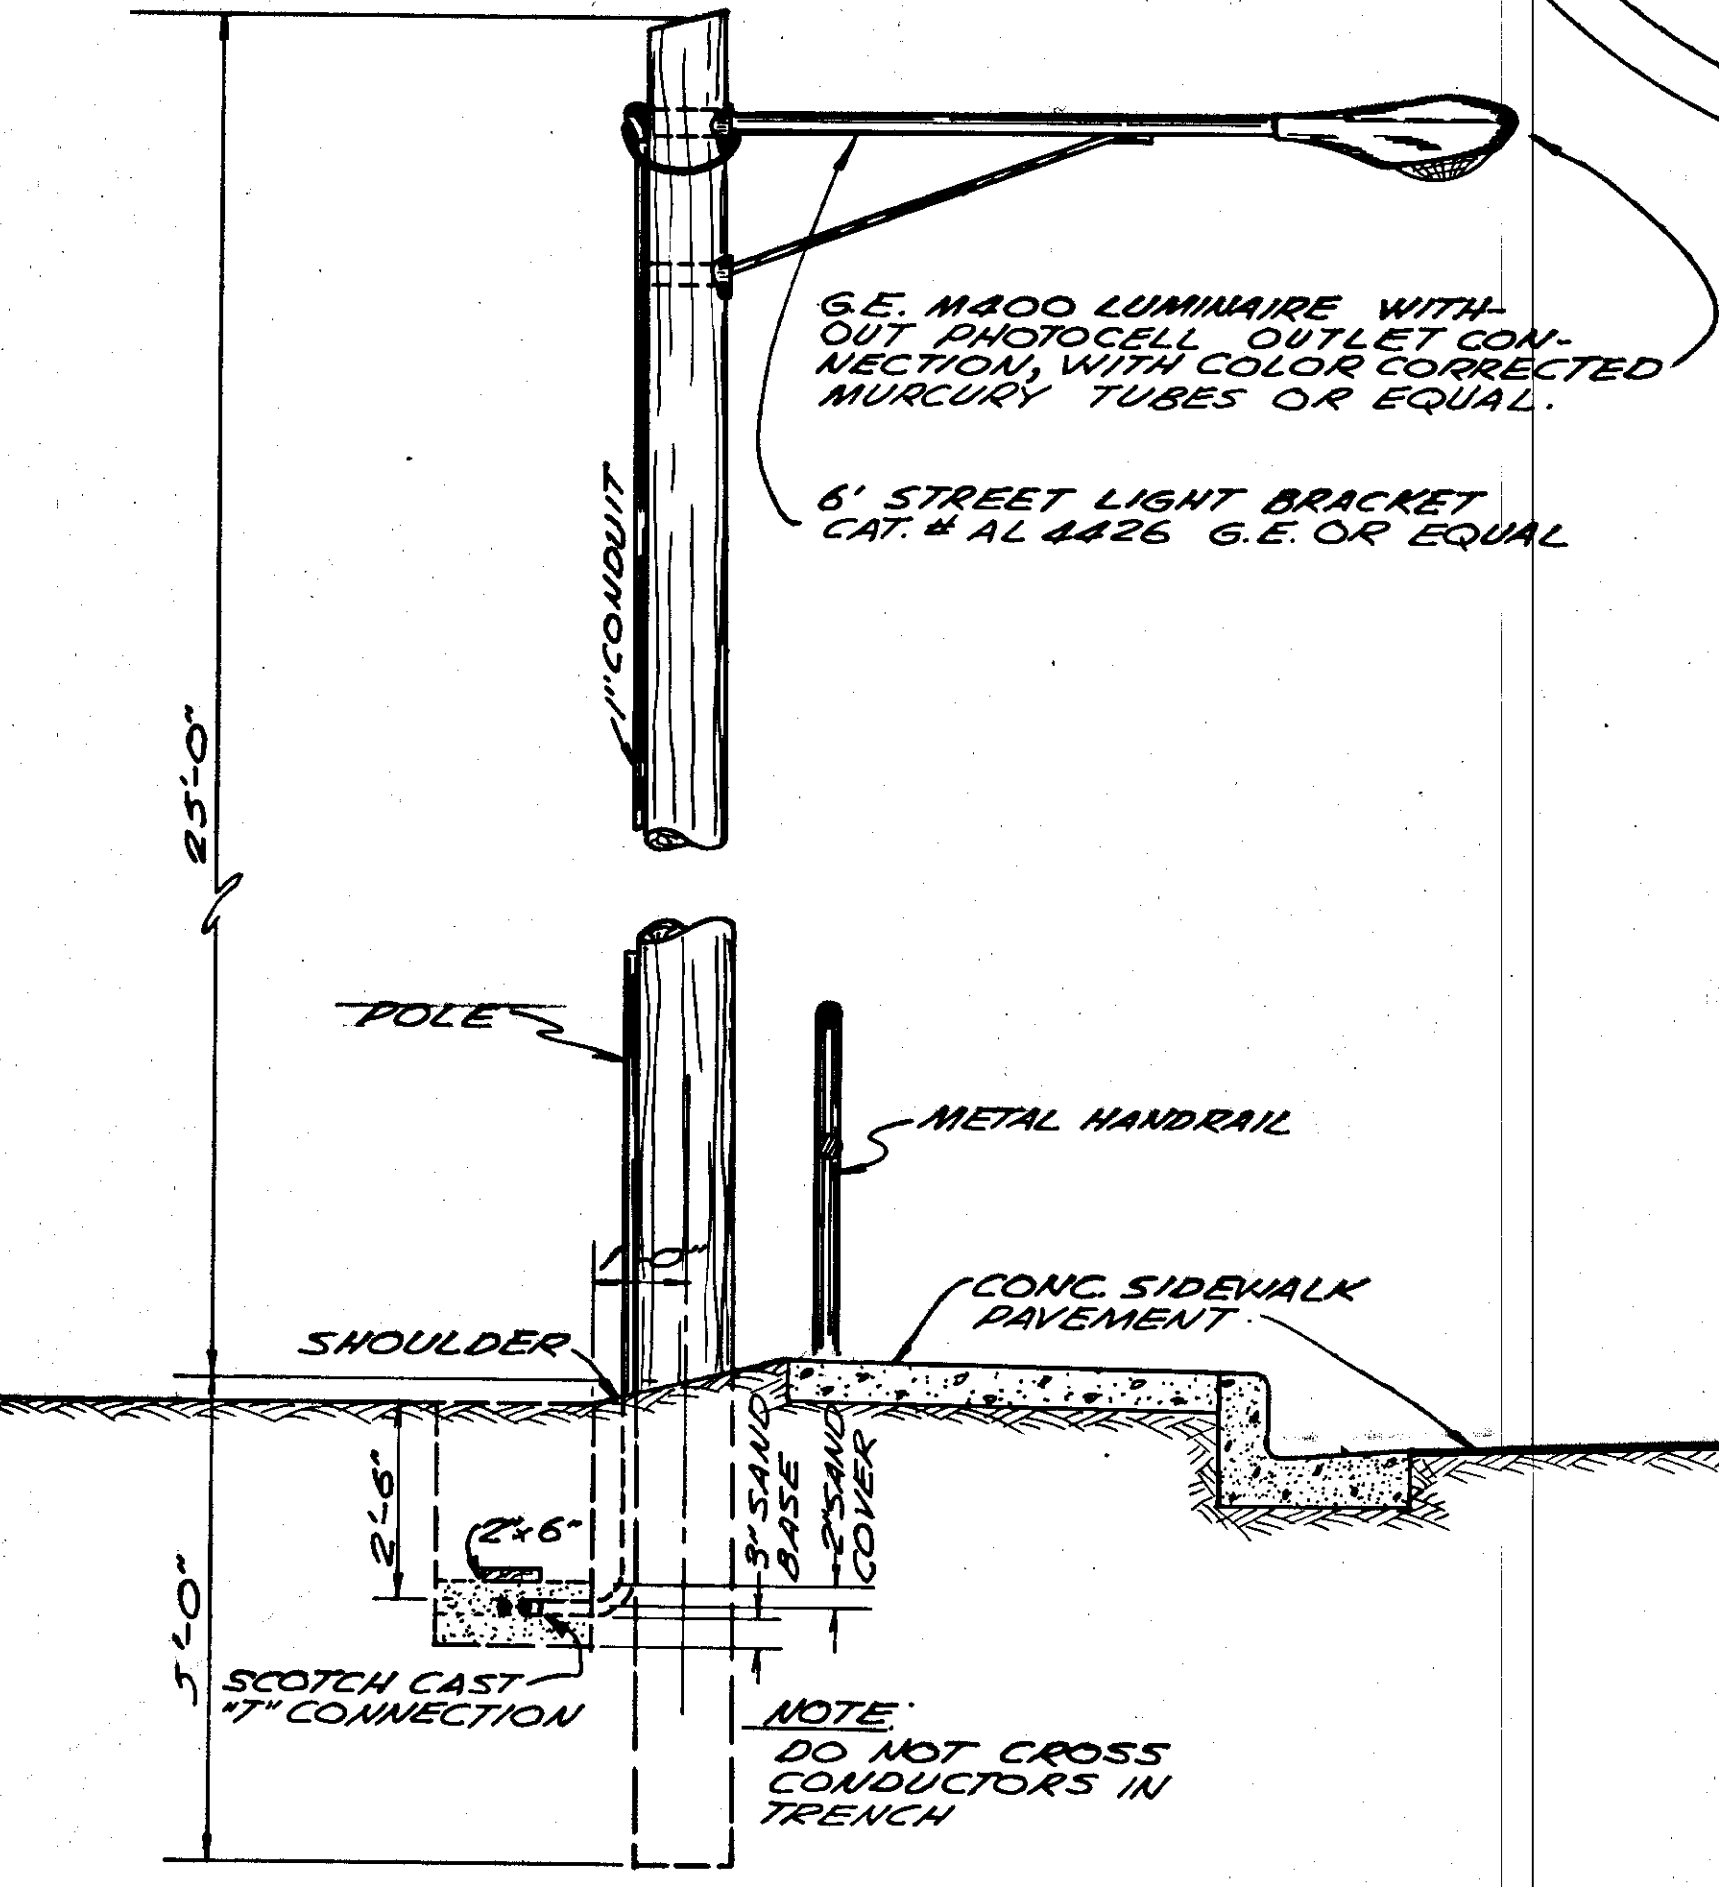 G.E. M400 LUMINAIRE WITH-
OUT PHOTOCELL OUTLET CON-
NECTION, WITH COLOR CORRECTED
MURCURY TUBES OR EQUAL.
6' STREET LIGHT BRACKET
CAT. # AL 4426 G.E. OR EQUAL
1" CONDUIT
25'-0"
POLE
METAL HANDRAIL
1'-0"
CONC. SIDEWALK
PAVEMENT
SHOULDER
2'-6"
2"x6"
3" SAND
BASE
2" SAND
COVER
5'-0"
SCOTCH CAST
"T" CONNECTION
NOTE:
DO NOT CROSS
CONDUCTORS IN
TRENCH